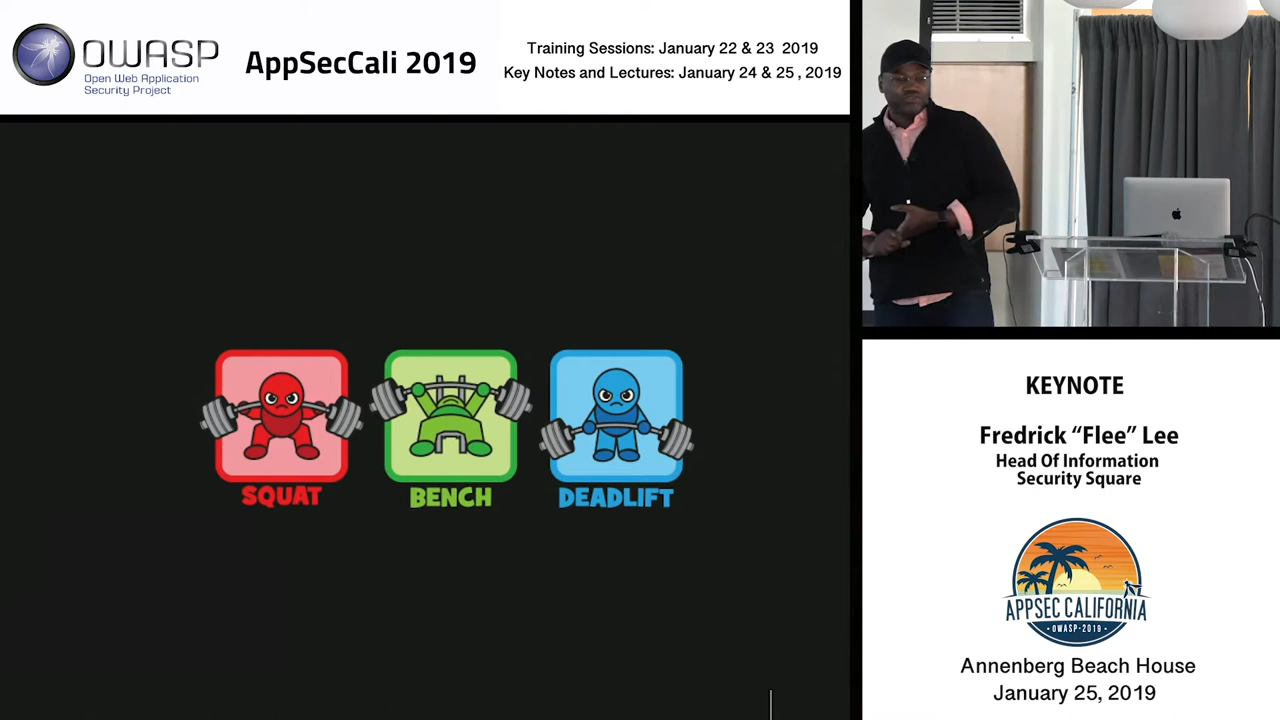 OWASP
Open Web Application
Security Project
AppSecCali 2019
Training Sessions: January 22 & 23 2019
Key Notes and Lectures: January 24 & 25 , 2019
SQUAT
BENCH
DEADLIFT
KEYNOTE
Fredrick “Flee” Lee
Head Of Information
Security Square
APPSEC CALIFORNIA
• OWASP-2019 •
Annenberg Beach House
January 25, 2019